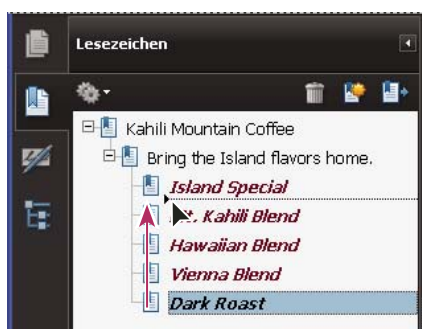 Lesezeichen
Kahili Mountain Coffee
Bring the Island flavors home.
Island Special
Kahili Blend
Hawaiian Blend
Vienna Blend
Dark Roast